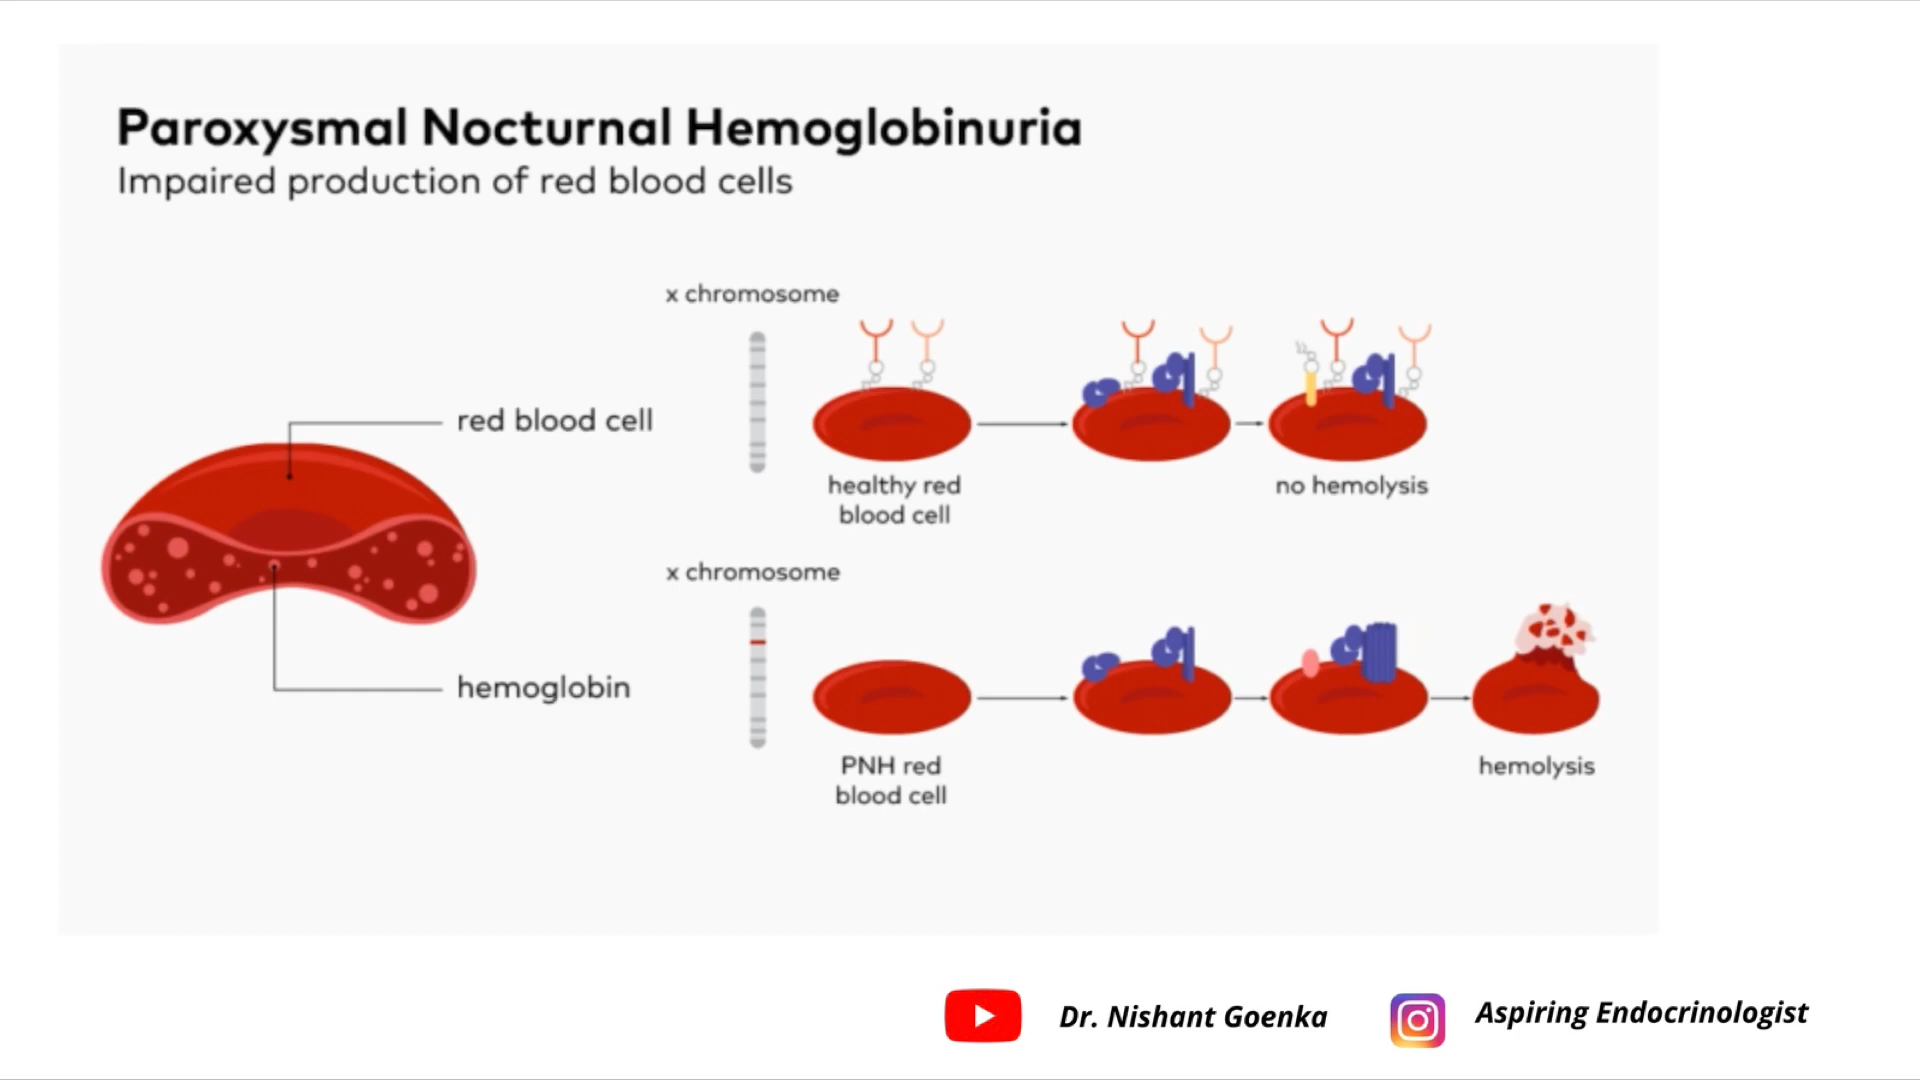 Paroxysmal Nocturnal Hemoglobinuria
Impaired production of red blood cells
red blood cell
hemoglobin
x chromosome
healthy red
blood cell
no hemolysis
x chromosome
PNH red
blood cell
hemolysis
Dr. Nishant Goenka
Aspiring Endocrinologist